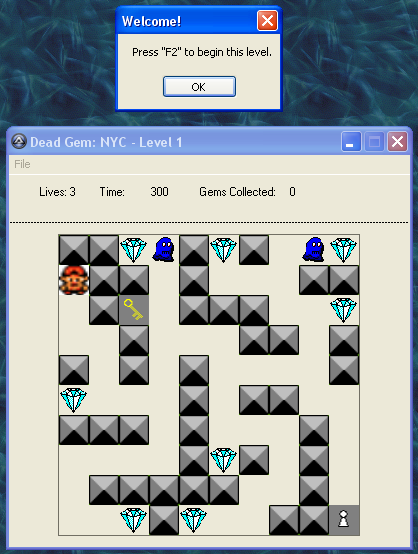 Welcome!
Press "F2" to begin this level.
OK
Dead Gem: NYC - Level 1
File
Lives: 3 Time: 300 Gems Collected: 0